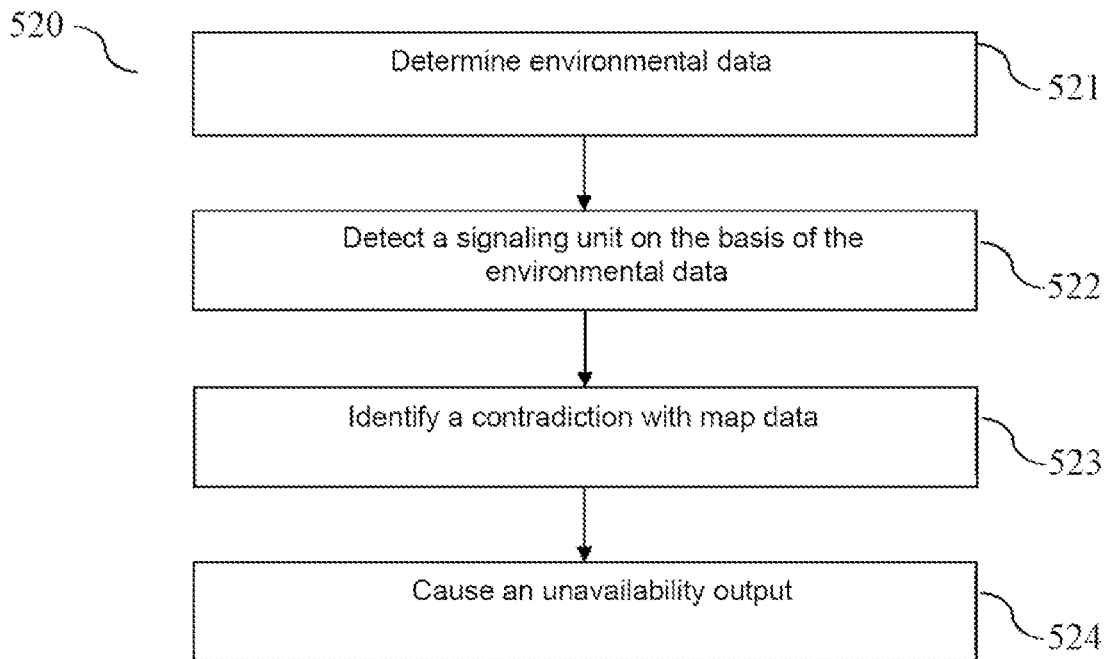 520
Determine environmental data
521
Detect a signaling unit on the basis of the
environmental data
522
Identify a contradiction with map data
523
Cause an unavailability output
524